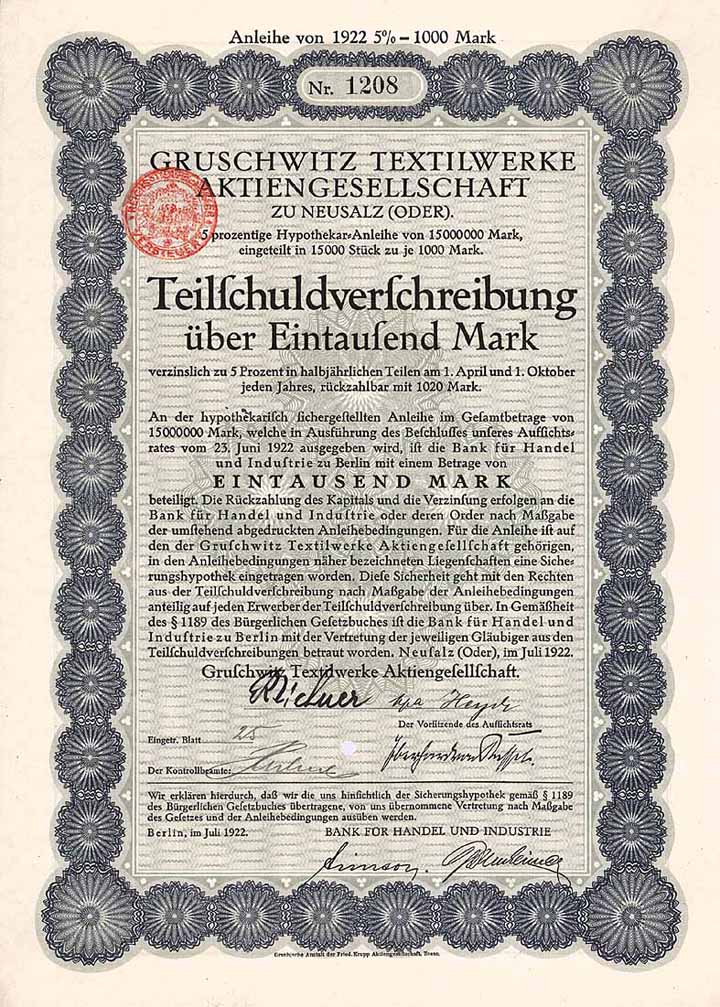 Anleihe von 1922 5% – 1000 Mark
Nr. 1208
GRUSCHWITZ TEXTILWERKE
AKTIENGESELLSCHAFT
ZU NEUSALZ (ODER).
5 prozentige Hypothekar-Anleihe von 15000000 Mark,
eingeteilt in 15000 Stück zu je 1000 Mark.
Teilſchuldverſchreibung
über Eintauſend Mark
verzinslich zu 5 Prozent in halbjährlichen Teilen am 1. April und 1. Oktober
jeden Jahres, rückzahlbar mit 1020 Mark.
An der hypothekariſch ſichergeſtellten Anleihe im Geſamtbetrage von
15000000 Mark, welche in Ausführung des Beſchluſſes unſeres Aufſichts-
rates vom 23. Juni 1922 ausgegeben wird, iſt die Bank für Handel
und Induſtrie zu Berlin mit einem Betrage von
EINTAUSEND MARK
beteiligt. Die Rückzahlung des Kapitals und die Verzinſung erfolgen an die
Bank für Handel und Induſtrie oder deren Order nach Maßgabe
der umſtehend abgedruckten Anleihebedingungen. Für die Anleihe iſt auf
den der Gruſchwitz Textilwerke Aktiengeſellſchaft gehörigen,
in den Anleihebedingungen näher bezeichneten Liegenſchaften eine Siche-
rungshypothek eingetragen worden. Dieſe Sicherheit geht mit den Rechten
aus der Teilſchuldverſchreibung nach Maßgabe der Anleihebedingungen
anteilig auf jeden Erwerber der Teilſchuldverſchreibung über. In Gemäßheit
des § 1189 des Bürgerlichen Geſetzbuches iſt die Bank für Handel und
Induſtrie zu Berlin mit der Vertretung der jeweiligen Gläubiger aus den
Teilſchuldverſchreibungen betraut worden. Neuſalz (Oder), im Juli 1922.
Gruſchwitz Textilwerke Aktiengeſellſchaft.
Der Vorſitzende des Aufſichtsrats
Eingetr. Blatt 25
Der Kontrollbeamte:
Wir erklären hierdurch, daß wir die uns hinſichtlich der Sicherungshypothek gemäß § 1189
des Bürgerlichen Geſetzbuches übertragene, von uns übernommene Vertretung nach Maßgabe
des Geſetzes und der Anleihebedingungen ausüben werden.
Berlin, im Juli 1922. BANK FÜR HANDEL UND INDUSTRIE
Graphiſche Anſtalt der Fried. Krupp Aktiengeſellſchaft, Essen.